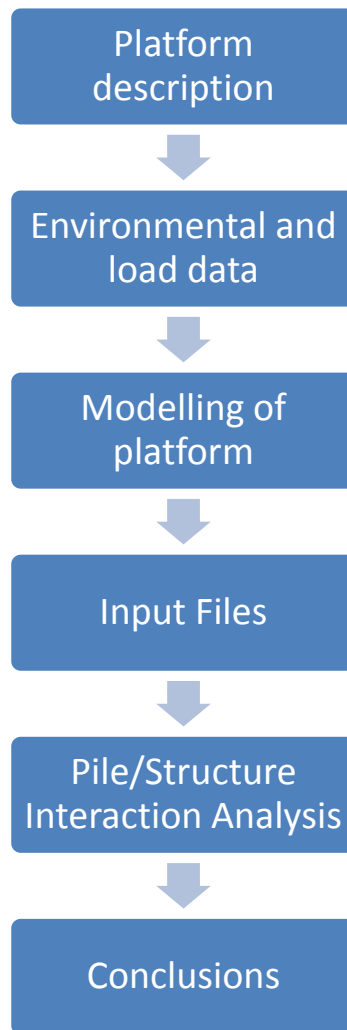 Platform
description
Environmental and
load data
Modelling of
platform
Input Files
Pile/Structure
Interaction Analysis
Conclusions